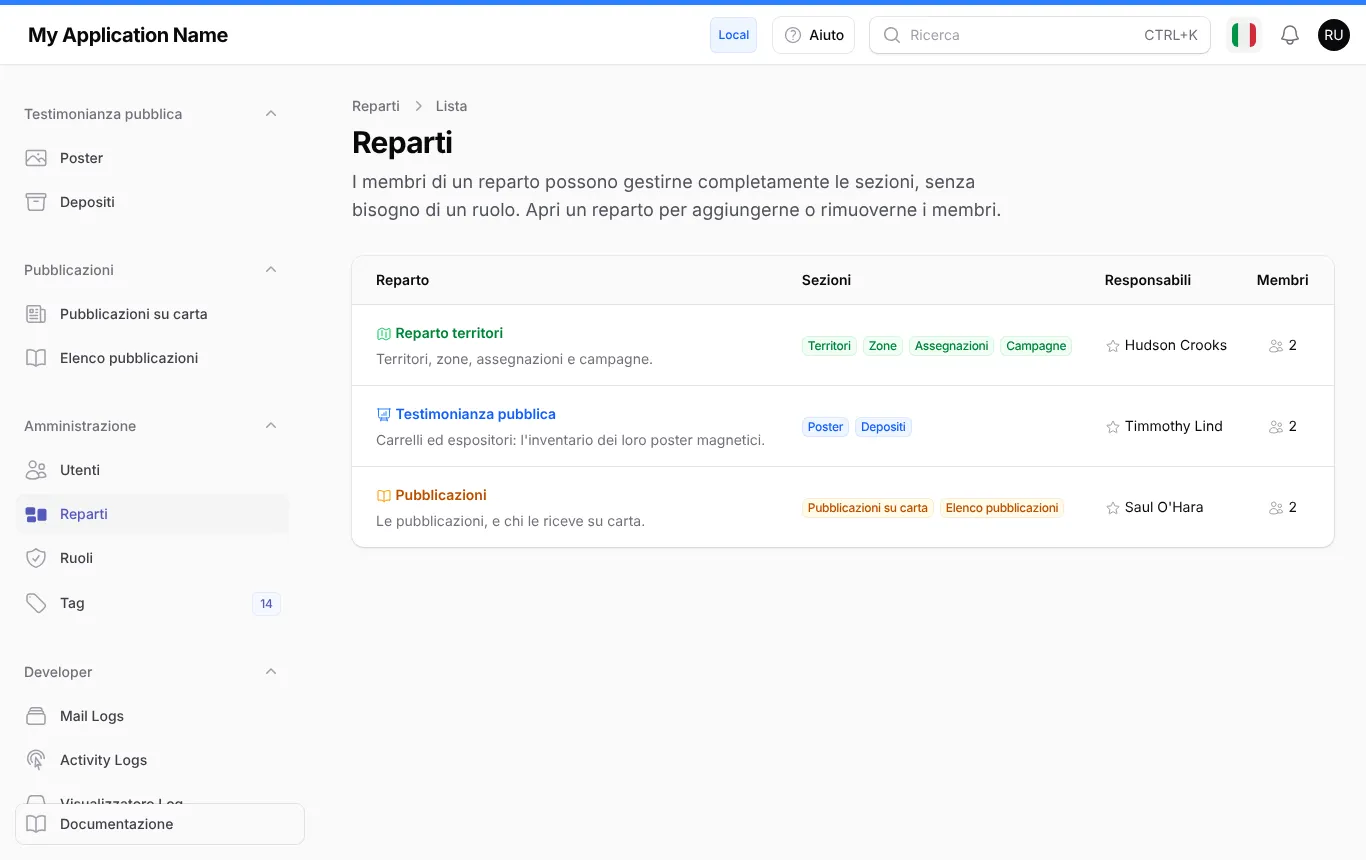 My Application Name
Local
Aiuto
Ricerca
CTRL+K
RU
Testimonianza pubblica
Poster
Depositi
Pubblicazioni
Pubblicazioni su carta
Elenco pubblicazioni
Amministrazione
Utenti
Reparti
Ruoli
Tag
14
Developer
Mail Logs
Activity Logs
Visualizzatore Log
Documentazione
Reparti
Lista
Reparti
I membri di un reparto possono gestirne completamente le sezioni, senza
bisogno di un ruolo. Apri un reparto per aggiungerne o rimuoverne i membri.
Reparto Sezioni Responsabili Membri
Reparto territori
Territori, zone, assegnazioni e campagne.
Territori Zone Assegnazioni Campagne
Hudson Crooks
2
Testimonianza pubblica
Carrelli ed espositori: l'inventario dei loro poster magnetici.
Poster Depositi
Timmothy Lind
2
Pubblicazioni
Le pubblicazioni, e chi le riceve su carta.
Pubblicazioni su carta Elenco pubblicazioni
Saul O'Hara
2